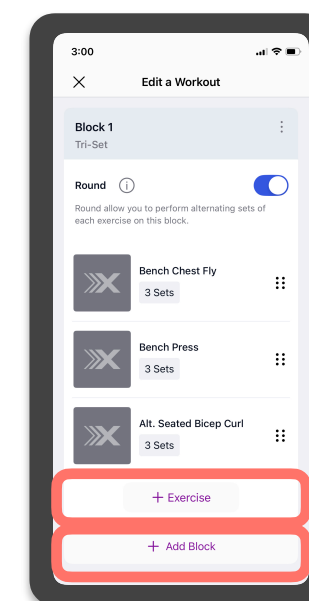 3:00
Edit a Workout
Block 1
Tri-Set
Round
Round allow you to perform alternating sets of
each exercise on this block.
Bench Chest Fly
3 Sets
Bench Press
3 Sets
Alt. Seated Bicep Curl
3 Sets
+ Exercise
+ Add Block